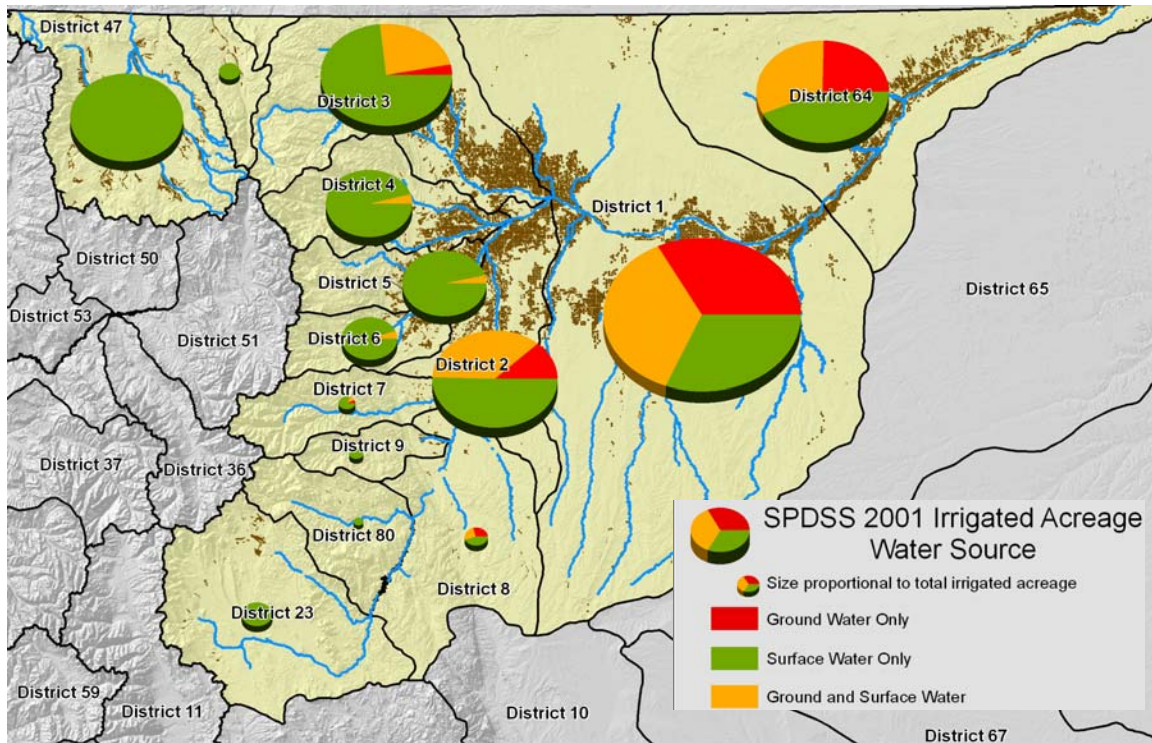 District 47
District 3
District 64
District 4
District 1
District 50
District 5
District 65
District 53
District 51
District 6
District 2
District 7
District 9
District 37
District 36
District 80
District 8
District 23
District 59
District 11
District 10
District 67
SPDSS 2001 Irrigated Acreage
Water Source
Size proportional to total irrigated acreage
Ground Water Only
Surface Water Only
Ground and Surface Water